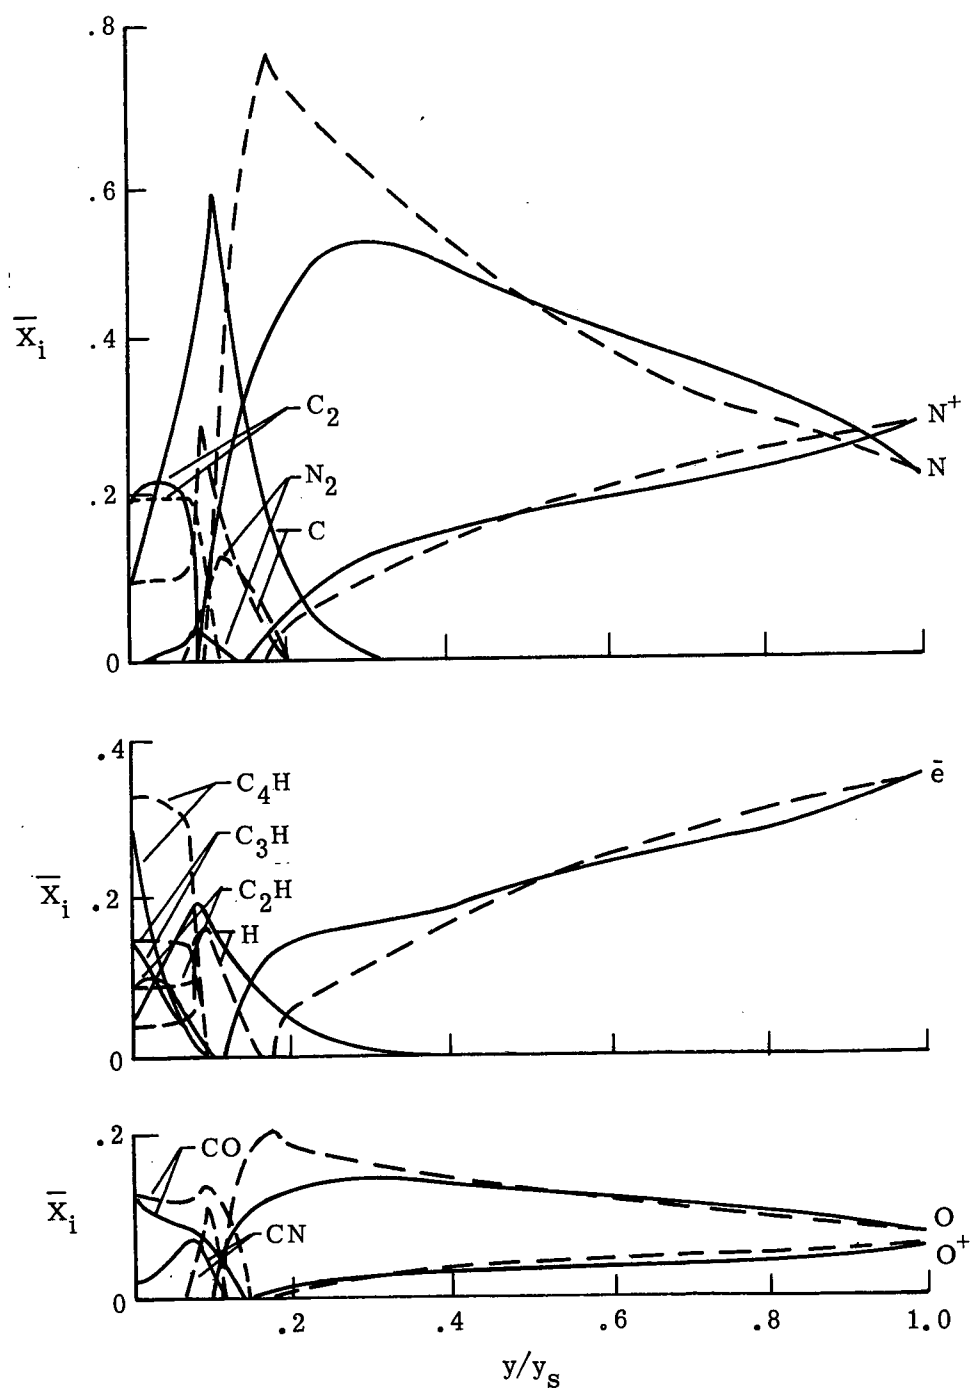 .8
.6
X̄ᵢ
.4
C₂
N⁺
N₂
N
.2
C
0
.4
C₄H
ē
C₃H
X̄ᵢ
.2
C₂H
H
0
.2
CO
X̄ᵢ
O
CN
O⁺
0
.2 .4 .6 .8 1.0
y/yₛ